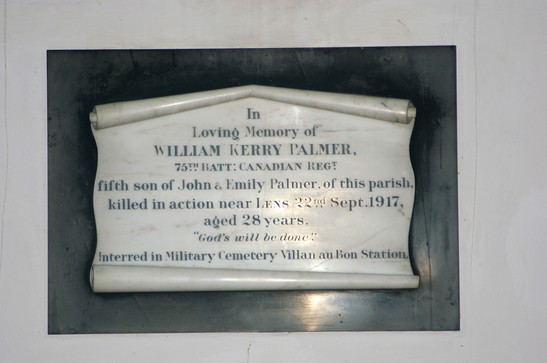 In
Loving Memory of
WILLIAM KERRY PALMER,
75TH BATT: CANADIAN REGT
fifth son of John & Emily Palmer, of this parish,
killed in action near LENS 22nd Sept. 1917,
aged 28 years.
"God's will be done"
Interred in Military Cemetery Villan au Bon Station